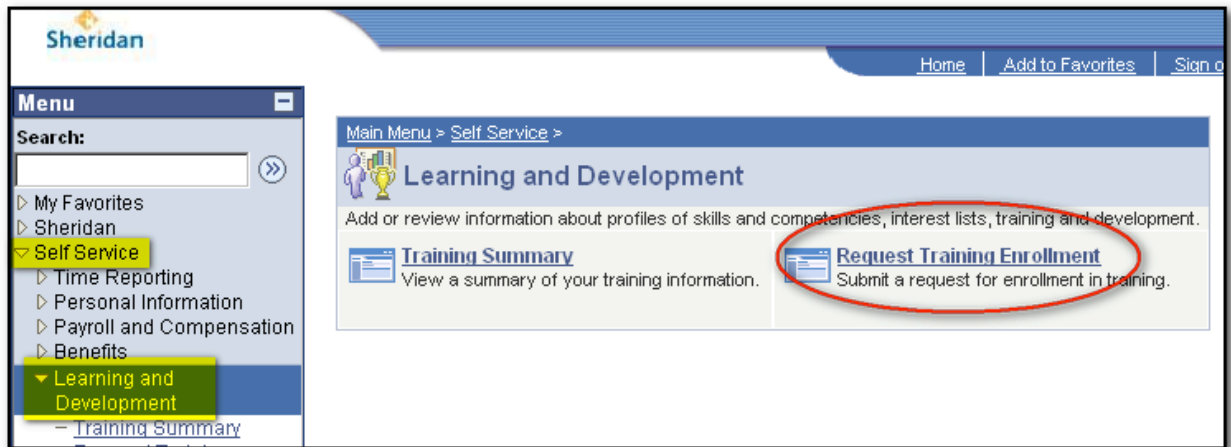 Sheridan
Home Add to Favorites Sign o
Menu
Search:
My Favorites
Sheridan
Self Service
Time Reporting
Personal Information
Payroll and Compensation
Benefits
Learning and
Development
– Training Summary
Main Menu > Self Service >
Learning and Development
Add or review information about profiles of skills and competencies, interest lists, training and development.
Training Summary
View a summary of your training information.
Request Training Enrollment
Submit a request for enrollment in training.